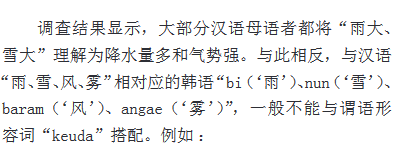 调查结果显示，大部分汉语母语者都将“雨大、
雪大”理解为降水量多和气势强。与此相反，与汉语
“雨、雪、风、雾”相对应的韩语“bi（‘雨’）、nun（‘雪’）、
baram（‘风’）、angae（‘雾’）”，一般不能与谓语形
容词“keuda”搭配。例如：